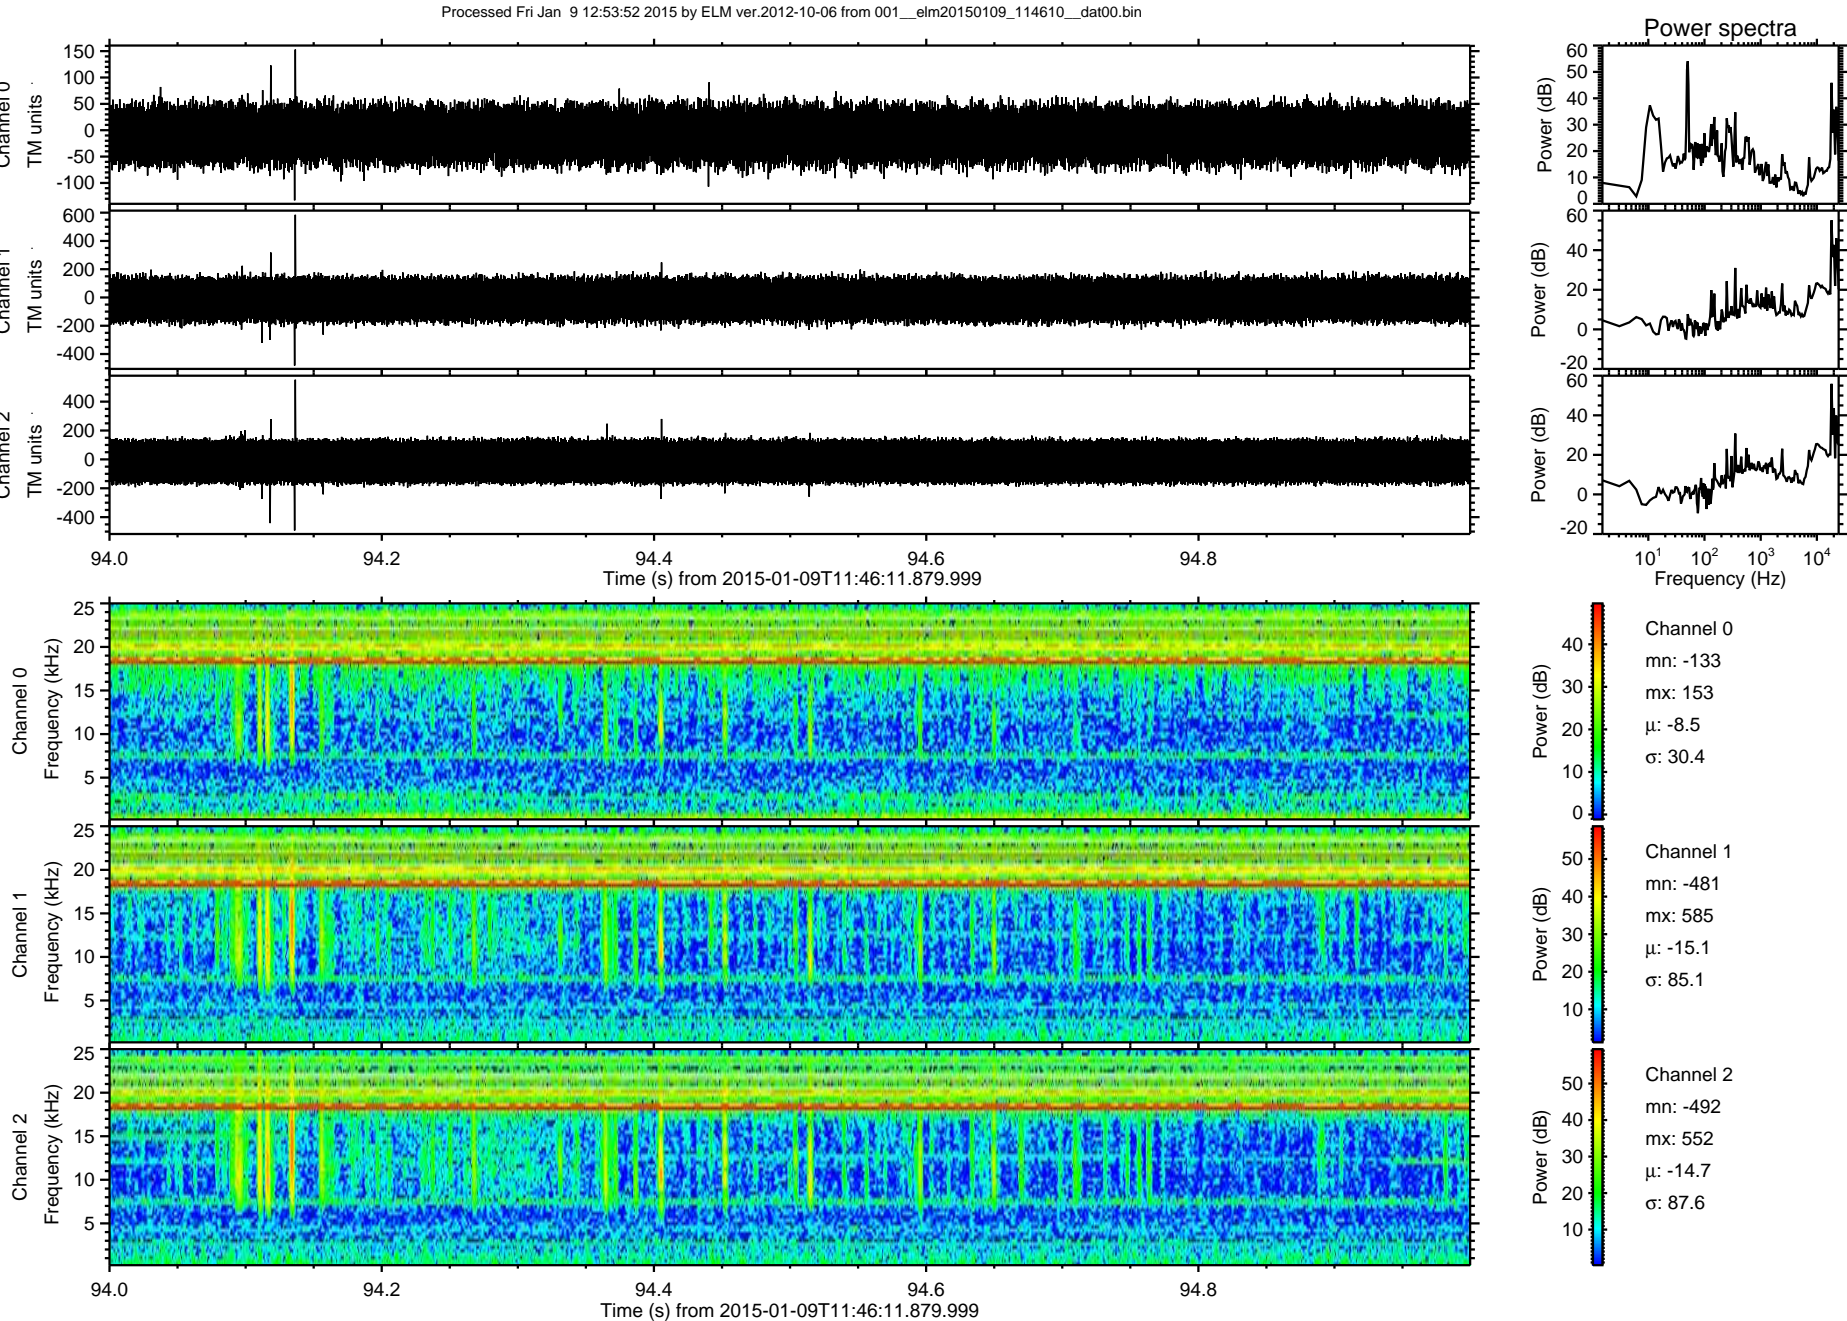 Processed Fri Jan  9 12:53:52 2015 by ELM ver.2012-10-06 from 001__elm20150109_114610__dat00.bin
Power spectra
Channel 0
TM units
150
100
50
0
-50
-100
Power (dB)
60
50
40
30
20
10
0
Channel 1
TM units
600
400
200
0
-200
-400
Power (dB)
60
40
20
0
-20
Channel 2
TM units
400
200
0
-200
-400
Power (dB)
60
40
20
0
-20
94.0 94.2 94.4 94.6 94.8
Time (s) from 2015-01-09T11:46:11.879.999
10¹ 10² 10³ 10⁴
Frequency (Hz)
Channel 0
Frequency (kHz)
25
20
15
10
5
Power (dB)
40
30
20
10
0
Channel 0
mn: -133
mx: 153
μ: -8.5
σ: 30.4
Channel 1
Frequency (kHz)
25
20
15
10
5
Power (dB)
50
40
30
20
10
Channel 1
mn: -481
mx: 585
μ: -15.1
σ: 85.1
Channel 2
Frequency (kHz)
25
20
15
10
5
Power (dB)
50
40
30
20
10
Channel 2
mn: -492
mx: 552
μ: -14.7
σ: 87.6
94.0 94.2 94.4 94.6 94.8
Time (s) from 2015-01-09T11:46:11.879.999